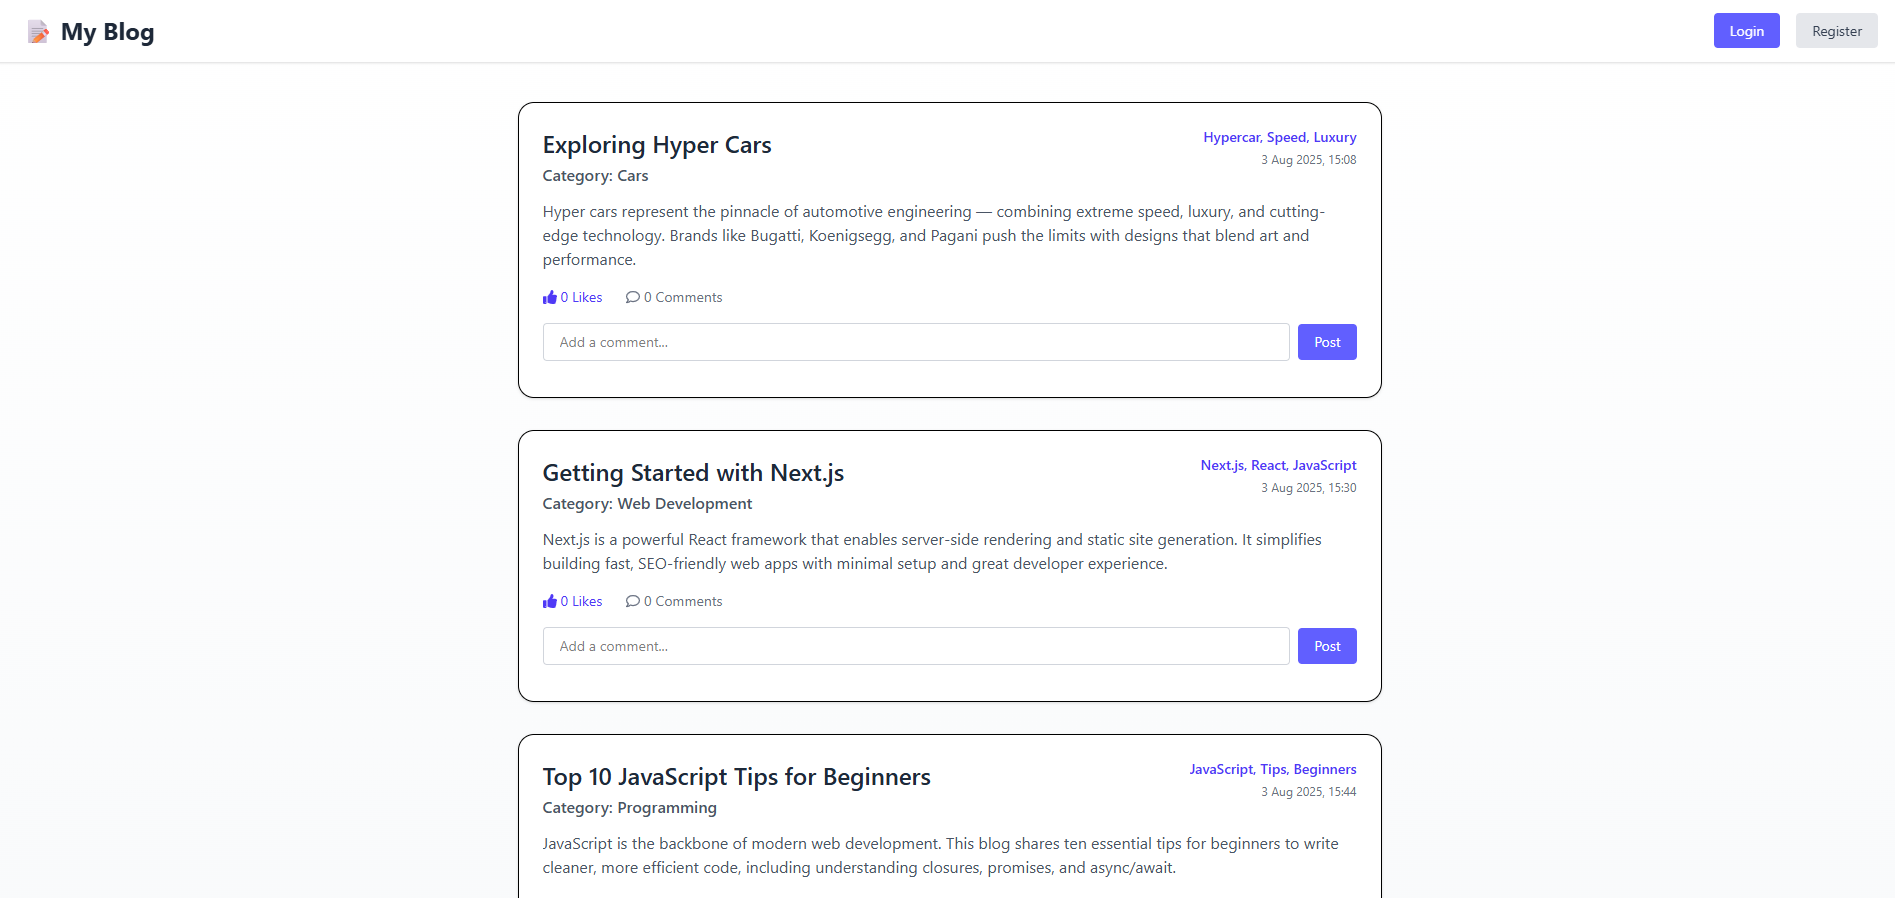 My Blog
Login
Register
Exploring Hyper Cars
Hypercar, Speed, Luxury
3 Aug 2025, 15:08
Category: Cars
Hyper cars represent the pinnacle of automotive engineering — combining extreme speed, luxury, and cutting-
edge technology. Brands like Bugatti, Koenigsegg, and Pagani push the limits with designs that blend art and
performance.
0 Likes
0 Comments
Add a comment...
Post
Getting Started with Next.js
Next.js, React, JavaScript
3 Aug 2025, 15:30
Category: Web Development
Next.js is a powerful React framework that enables server-side rendering and static site generation. It simplifies
building fast, SEO-friendly web apps with minimal setup and great developer experience.
0 Likes
0 Comments
Add a comment...
Post
Top 10 JavaScript Tips for Beginners
JavaScript, Tips, Beginners
3 Aug 2025, 15:44
Category: Programming
JavaScript is the backbone of modern web development. This blog shares ten essential tips for beginners to write
cleaner, more efficient code, including understanding closures, promises, and async/await.